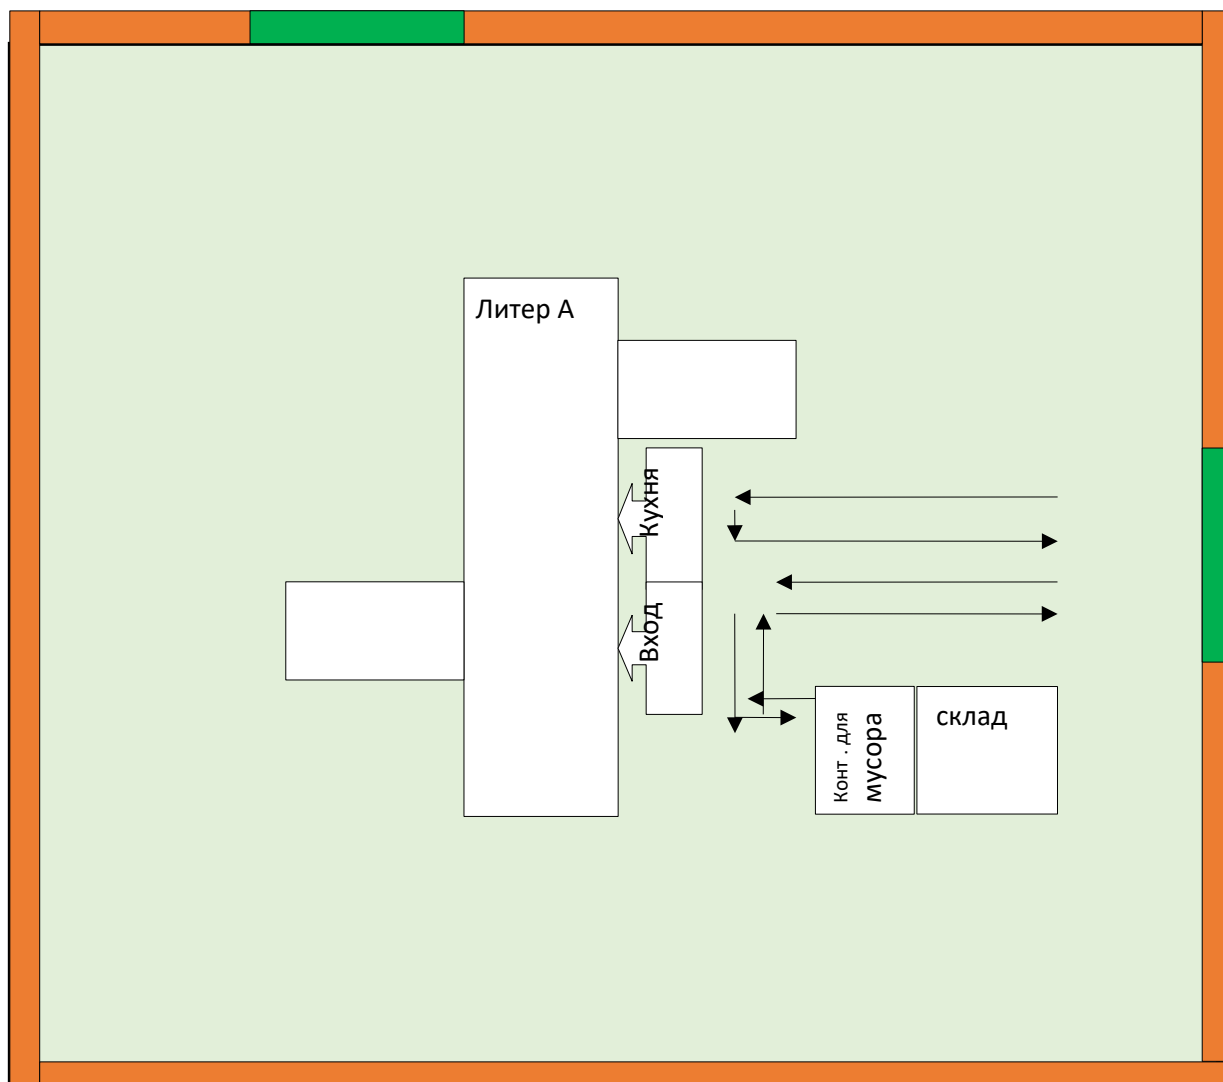 Литер А
Кухня
Вход
Конт . для
мусора
склад